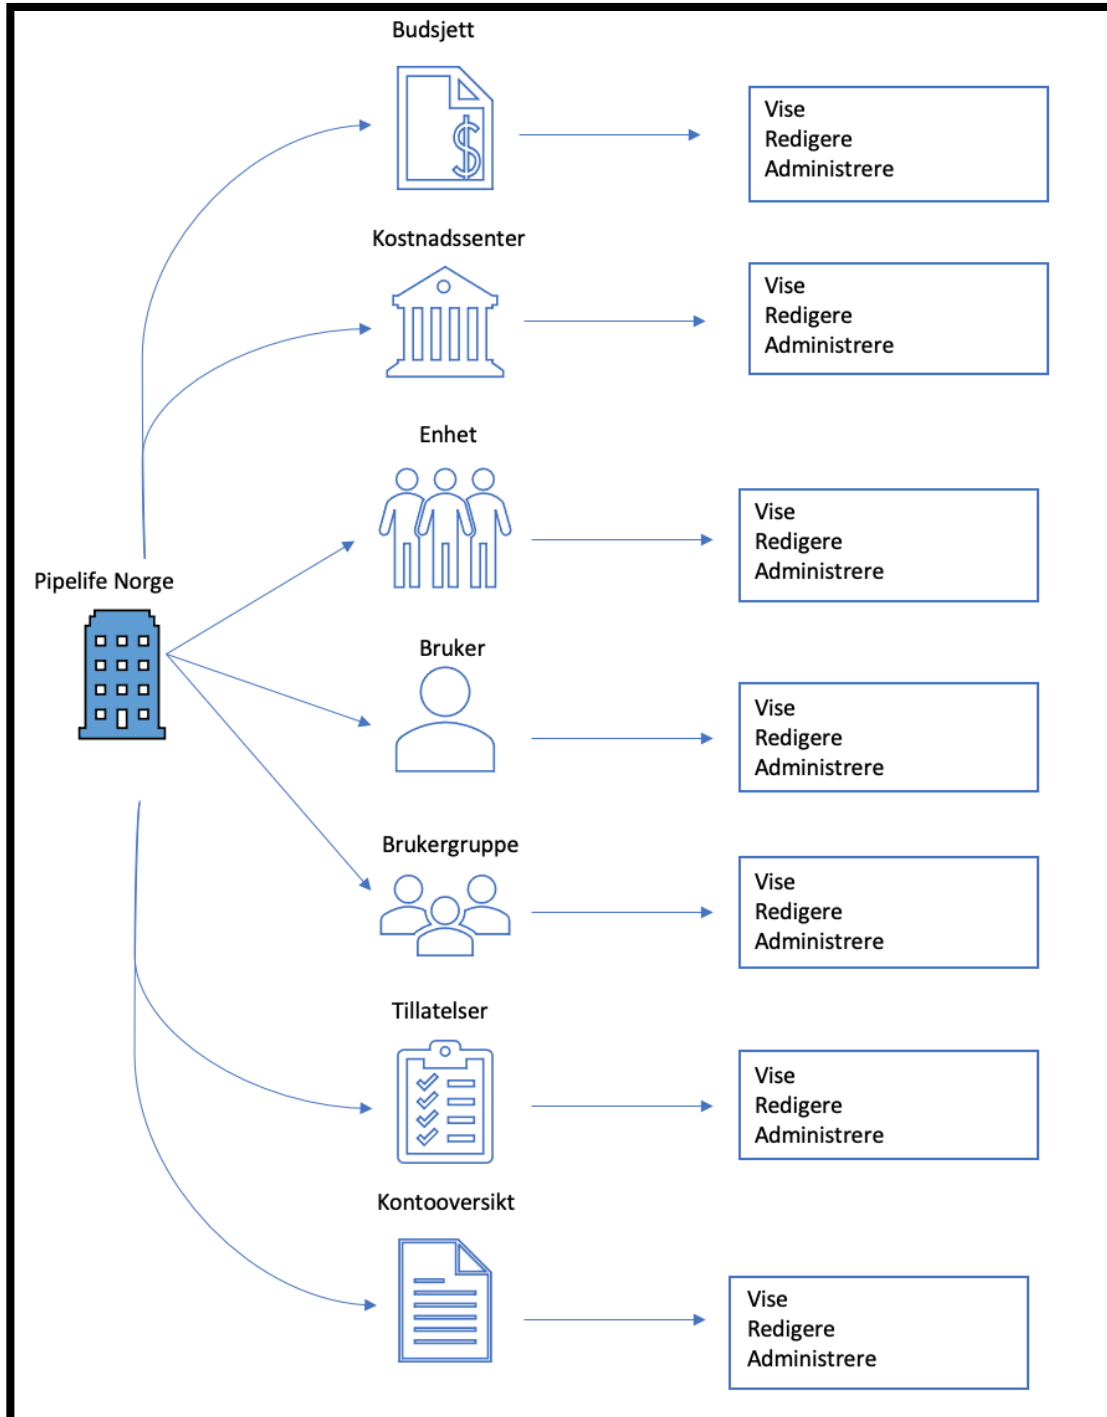 Budsjett
Vise
Redigere
Administrere
Kostnadssenter
Vise
Redigere
Administrere
Enhet
Vise
Redigere
Administrere
Pipelife Norge
Bruker
Vise
Redigere
Administrere
Brukergruppe
Vise
Redigere
Administrere
Tillatelser
Vise
Redigere
Administrere
Kontooversikt
Vise
Redigere
Administrere